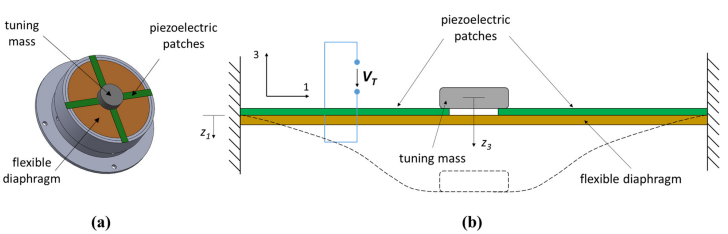 tuning
mass
piezoelectric
patches
flexible
diaphragm
(a)
piezoelectric
patches
3
1
V_T
z_1
z_3
tuning mass
flexible diaphragm
(b)